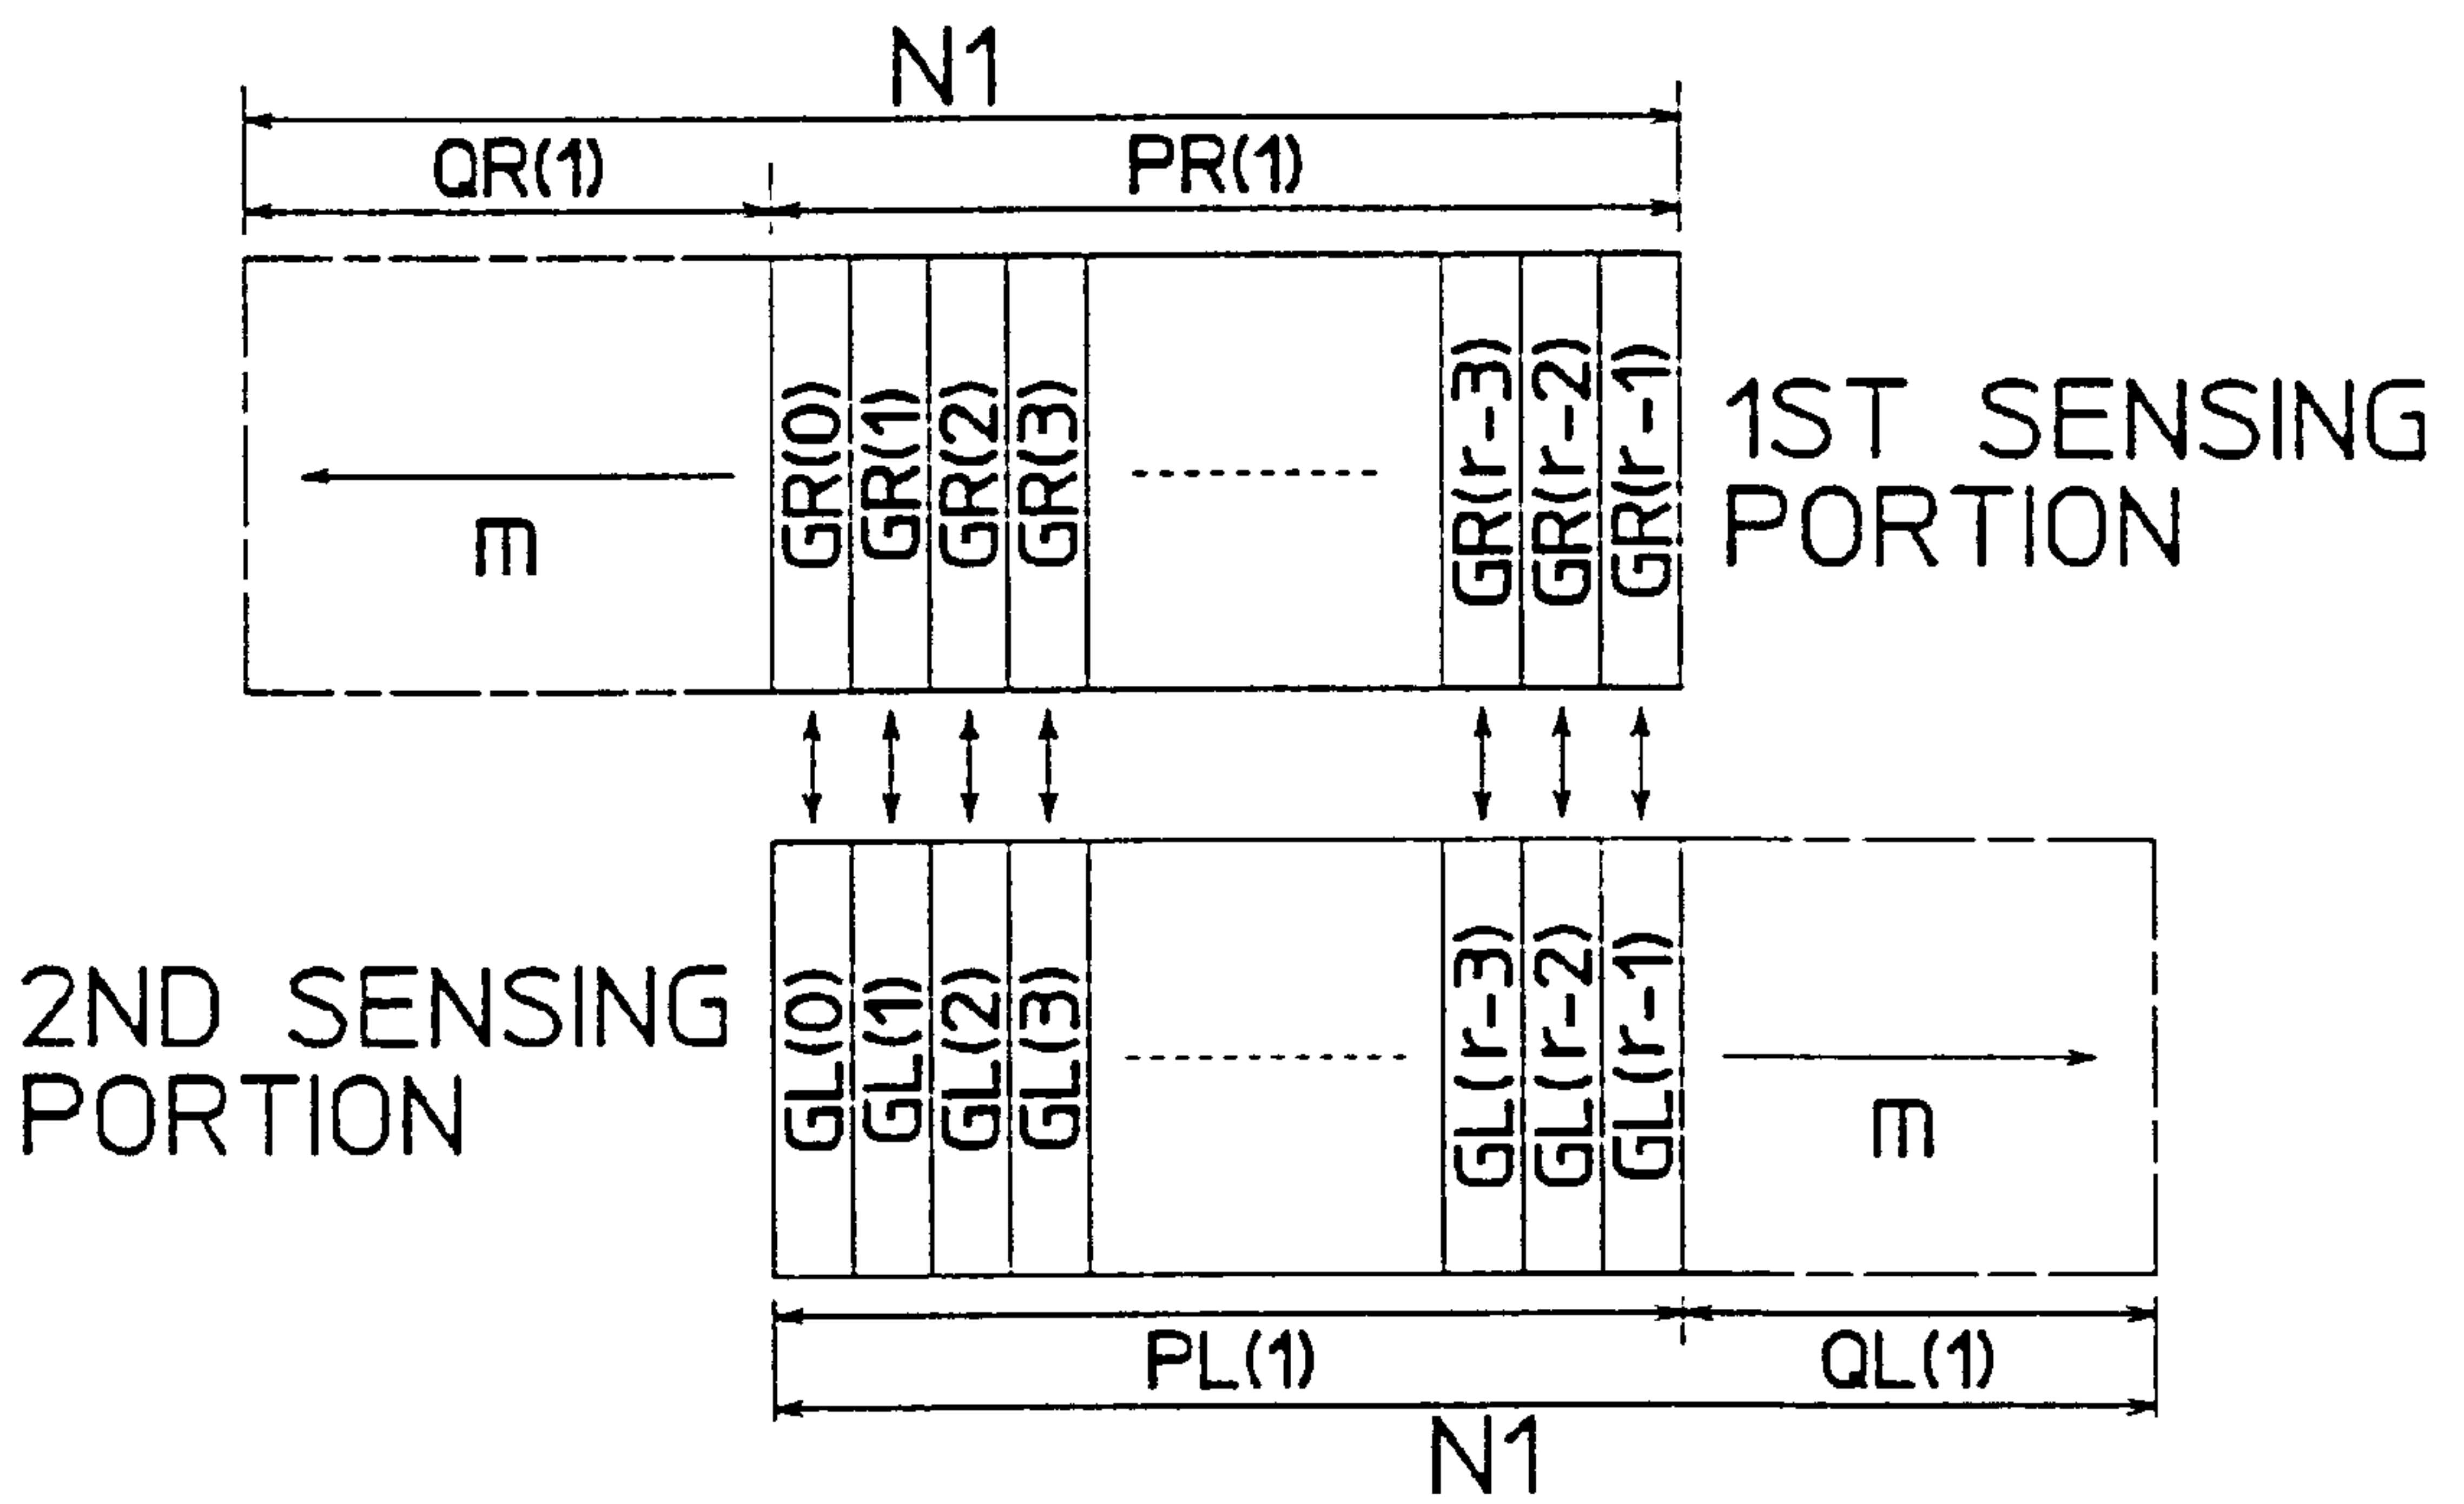 N1
QR(1) PR(1)
GR(0) GR(1) GR(2) GR(3) GR(r-3) GR(r-2) GR(r-1)
m
1ST SENSING
PORTION
2ND SENSING
PORTION
GL(0) GL(1) GL(2) GL(3) GL(r-3) GL(r-2) GL(r-1)
m
PL(1) QL(1)
N1